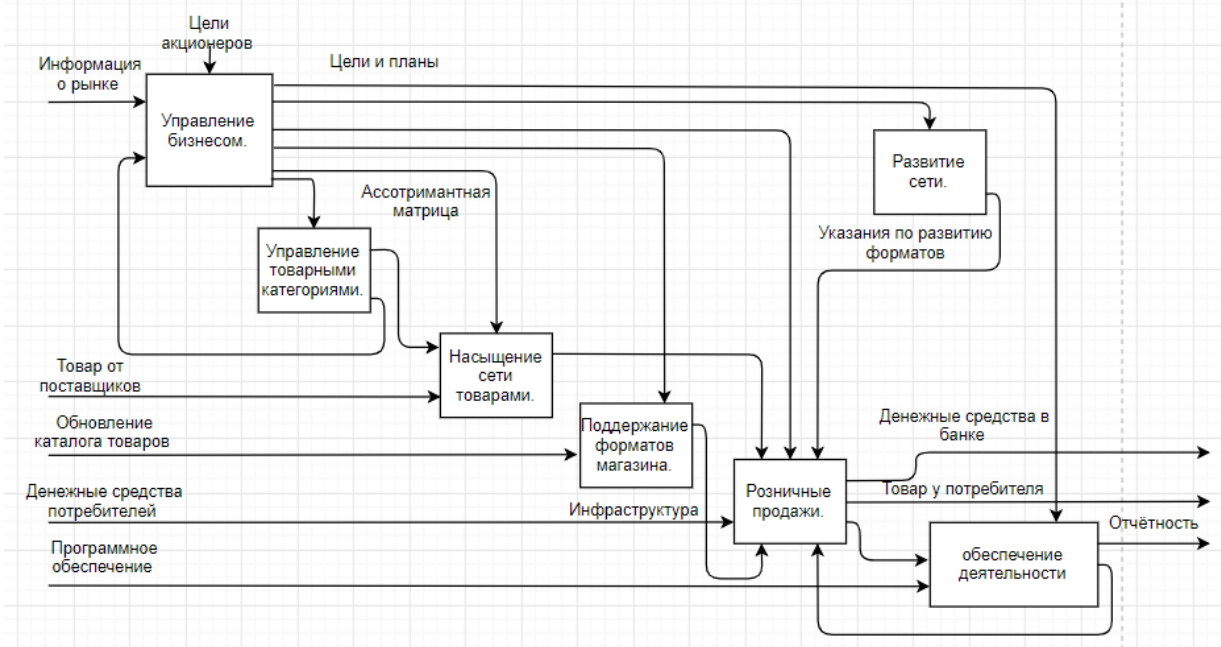 Цели
акционеров
Информация
о рынке
Цели и планы
Управление
бизнесом.
Развитие
сети.
Ассотримантная
матрица
Указания по развитию
форматов
Управление
товарными
категориями.
Насыщение
сети
товарами.
Товар от
поставщиков
Обновление
каталога товаров
Поддержание
форматов
магазина.
Денежные средства в
банке
Денежные средства
потребителей
Инфраструктура
Розничные
продажи.
Товар у потребителя
Отчётность
Программное
обеспечение
обеспечение
деятельности